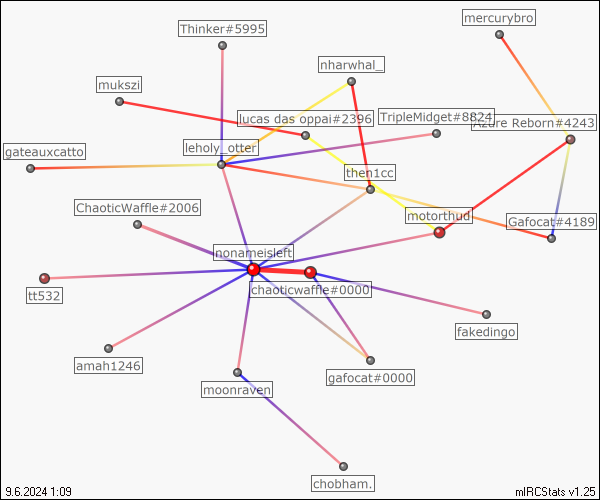 mercurybro
Thinker#5995
nharwhal_
mukszi
lucas das oppai#2396
TripleMidget#8824
Azure Reborn#4243
leholy_otter
gateauxcatto
then1cc
ChaoticWaffle#2006
motorthud
Gafocat#4189
nonameisleft
chaoticwaffle#0000
tt532
fakedingo
amah1246
gafocat#0000
moonraven
chobham.
9.6.2024 1:09
mIRCStats v1.25